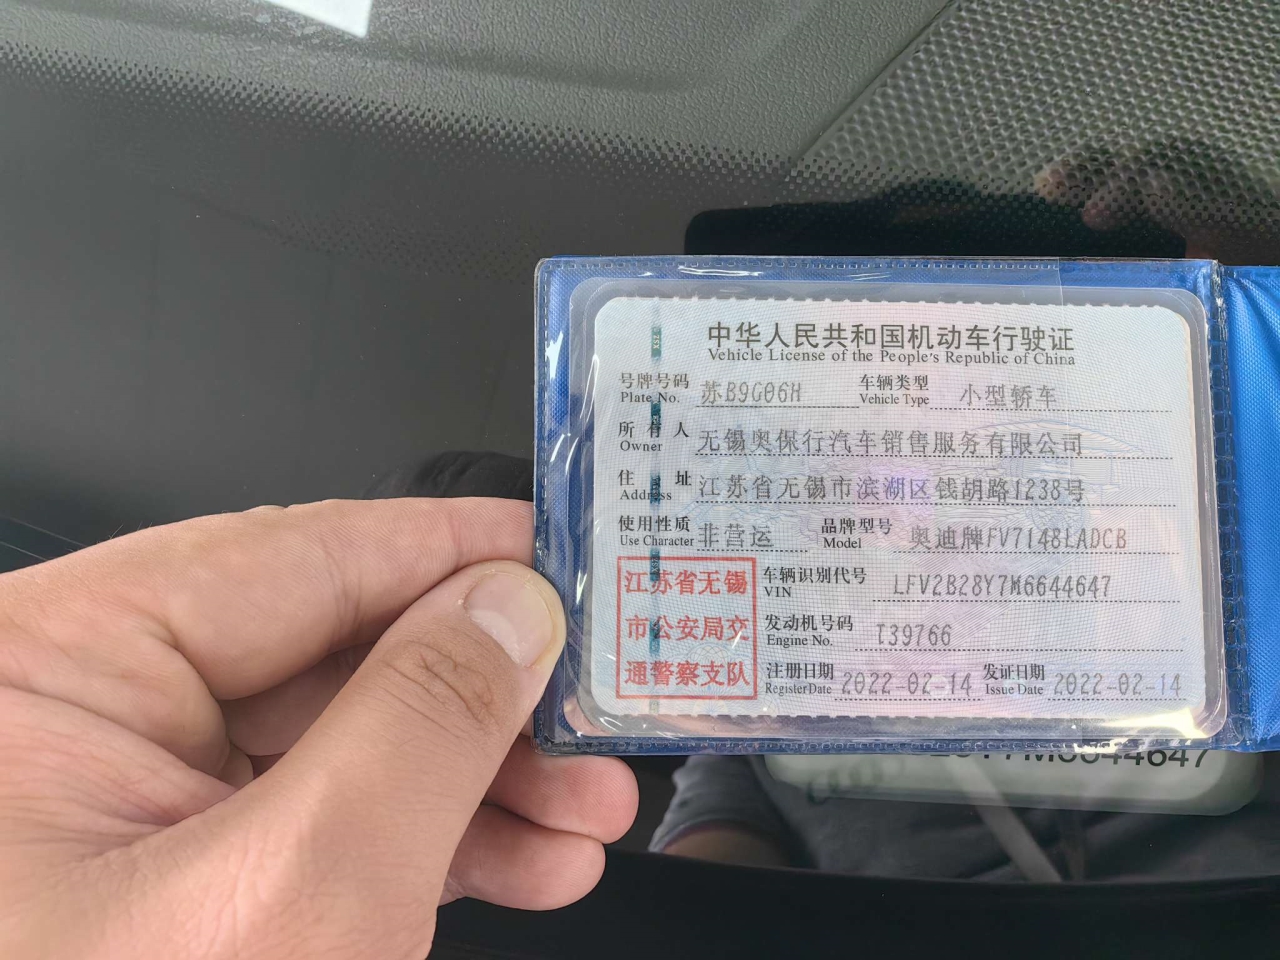 中华人民共和国机动车行驶证
Vehicle License of the People's Republic of China
号牌号码 苏B9G06H 车辆类型 小型轿车
Plate No. Vehicle Type
所有人 无锡奥保行汽车销售服务有限公司
Owner
住址 江苏省无锡市滨湖区钱胡路1238号
Address
使用性质 非营运 品牌型号 奥迪牌FV7148LADCB
Use Character Model
江苏省无锡
市公安局交
通警察支队
车辆识别代号 LFV2B28Y7M6644647
VIN
发动机号码 T39766
Engine No.
注册日期 2022-02-14 发证日期 2022-02-14
Register Date Issue Date
7M6644647